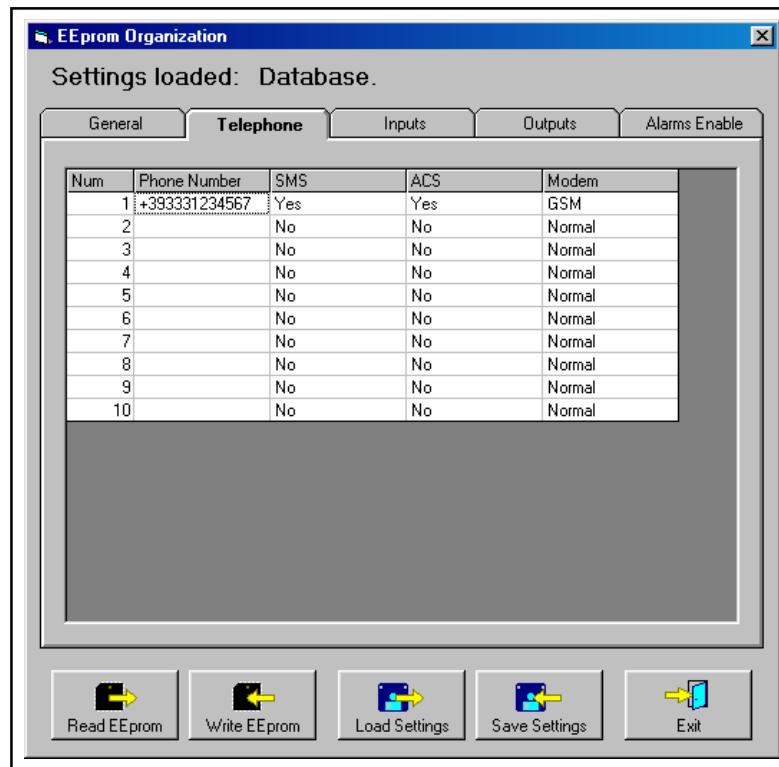 EEprom Organization
Settings loaded: Database.
General Telephone Inputs Outputs Alarms Enable
Num Phone Number SMS ACS Modem
1 +393331234567 Yes Yes GSM
2 No No Normal
3 No No Normal
4 No No Normal
5 No No Normal
6 No No Normal
7 No No Normal
8 No No Normal
9 No No Normal
10 No No Normal
Read EEprom Write EEprom Load Settings Save Settings Exit